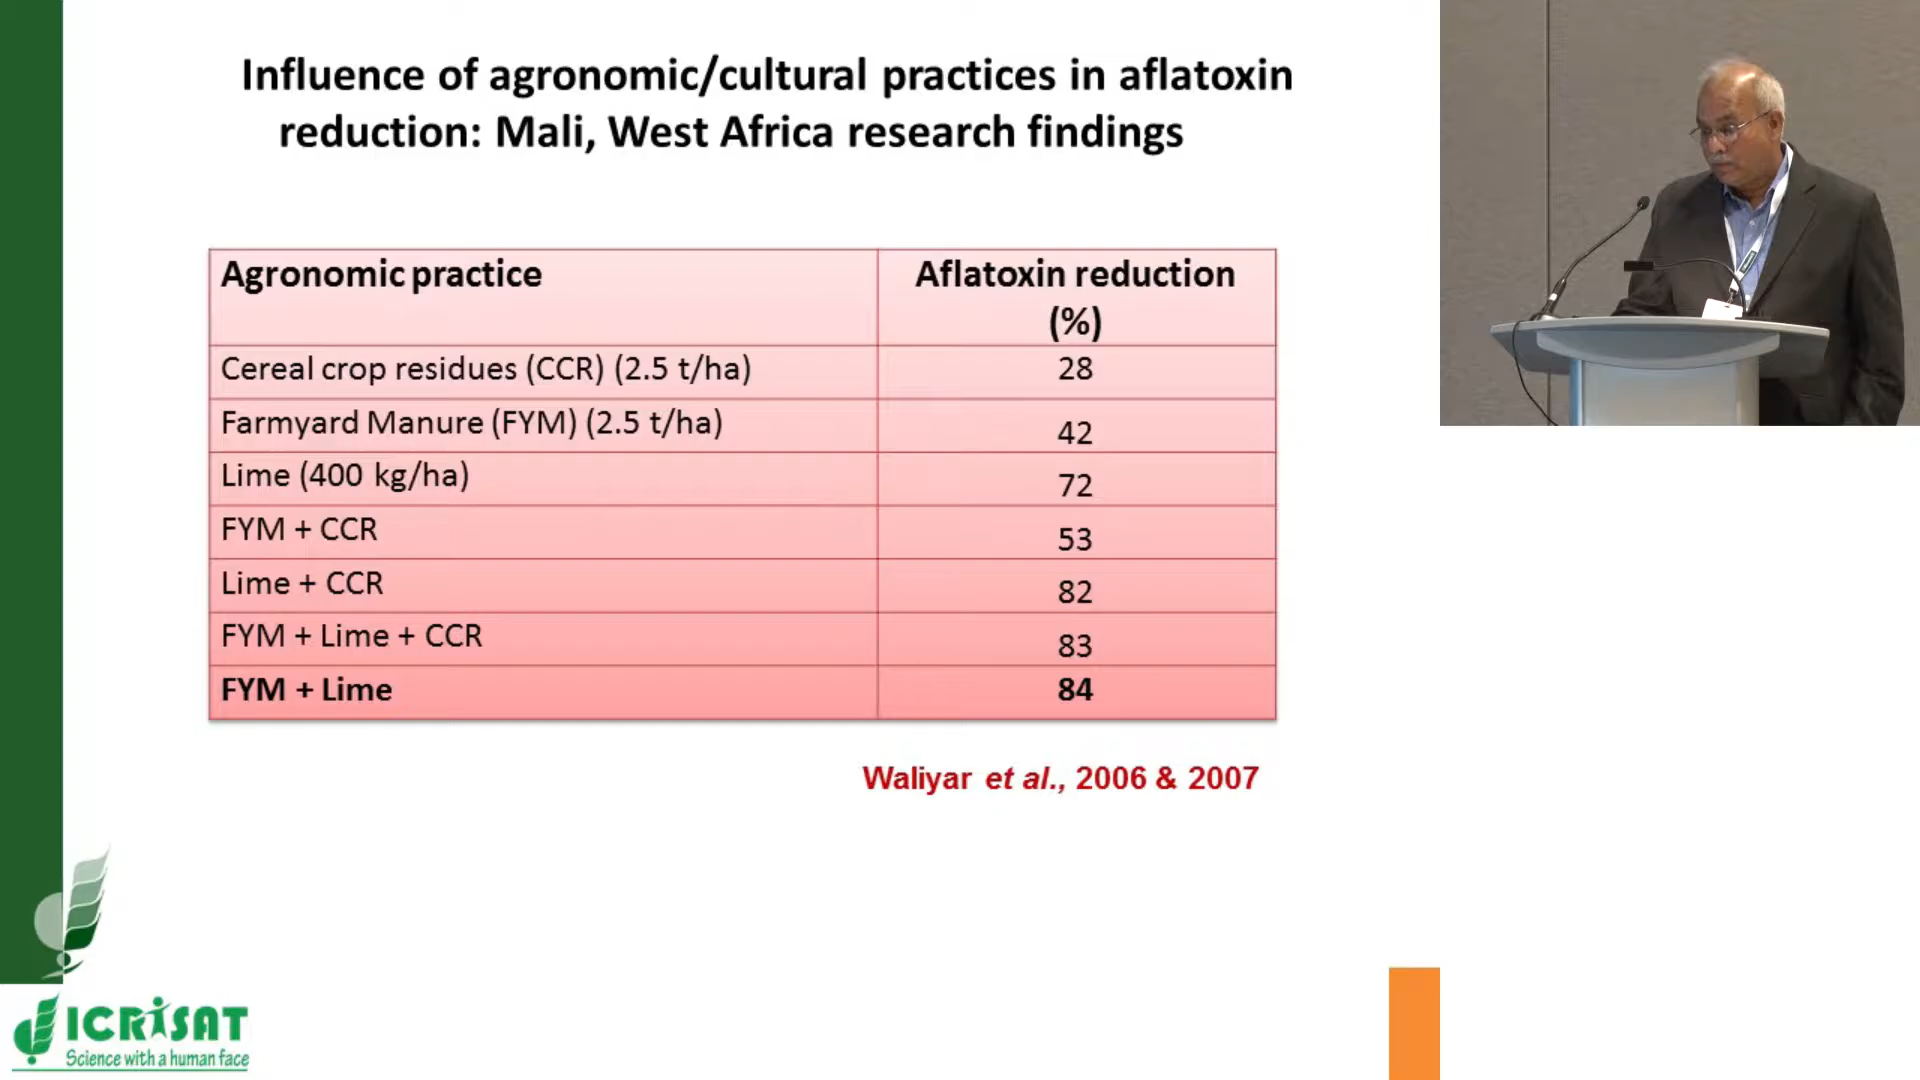 Influence of agronomic/cultural practices in aflatoxin
reduction: Mali, West Africa research findings
Agronomic practice
Aflatoxin reduction
(%)
Cereal crop residues (CCR) (2.5 t/ha)
28
Farmyard Manure (FYM) (2.5 t/ha)
42
Lime (400 kg/ha)
72
FYM + CCR
53
Lime + CCR
82
FYM + Lime + CCR
83
FYM + Lime
84
Waliyar et al., 2006 & 2007
ICRISAT
Science with a human face